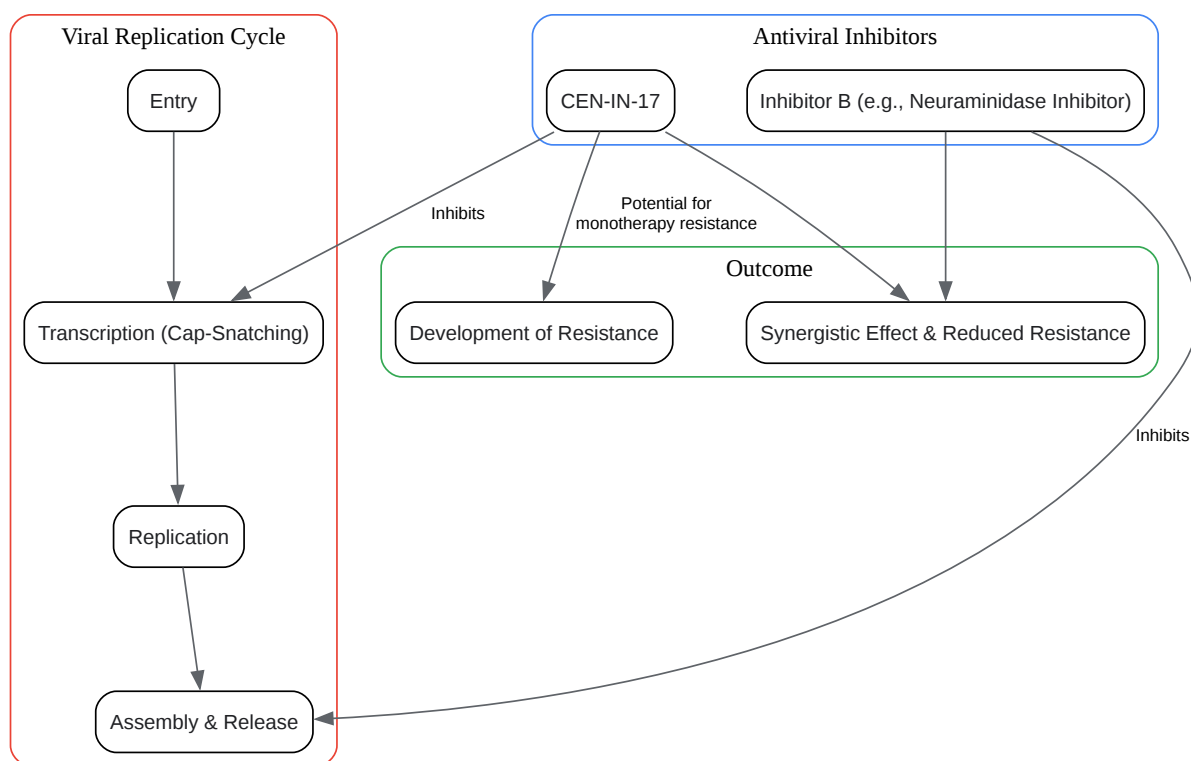 Viral Replication Cycle
Entry
Transcription (Cap-Snatching)
Replication
Assembly & Release
Antiviral Inhibitors
CEN-IN-17
Inhibitor B (e.g., Neuraminidase Inhibitor)
Inhibits
Potential for
monotherapy resistance
Outcome
Development of Resistance
Synergistic Effect & Reduced Resistance
Inhibits